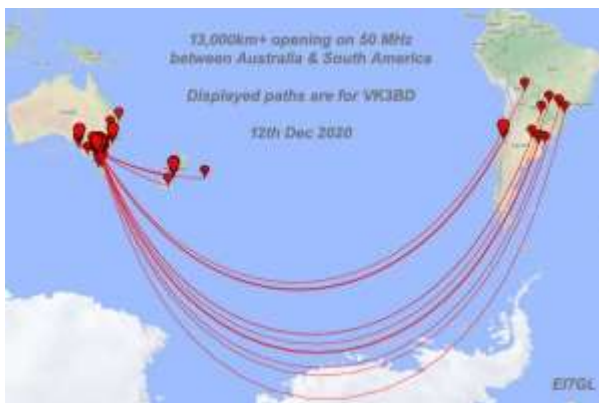 13,000km+ opening on 50 MHz
between Australia & South America
Displayed paths are for VK3BD
12th Dec 2020
EI7GL